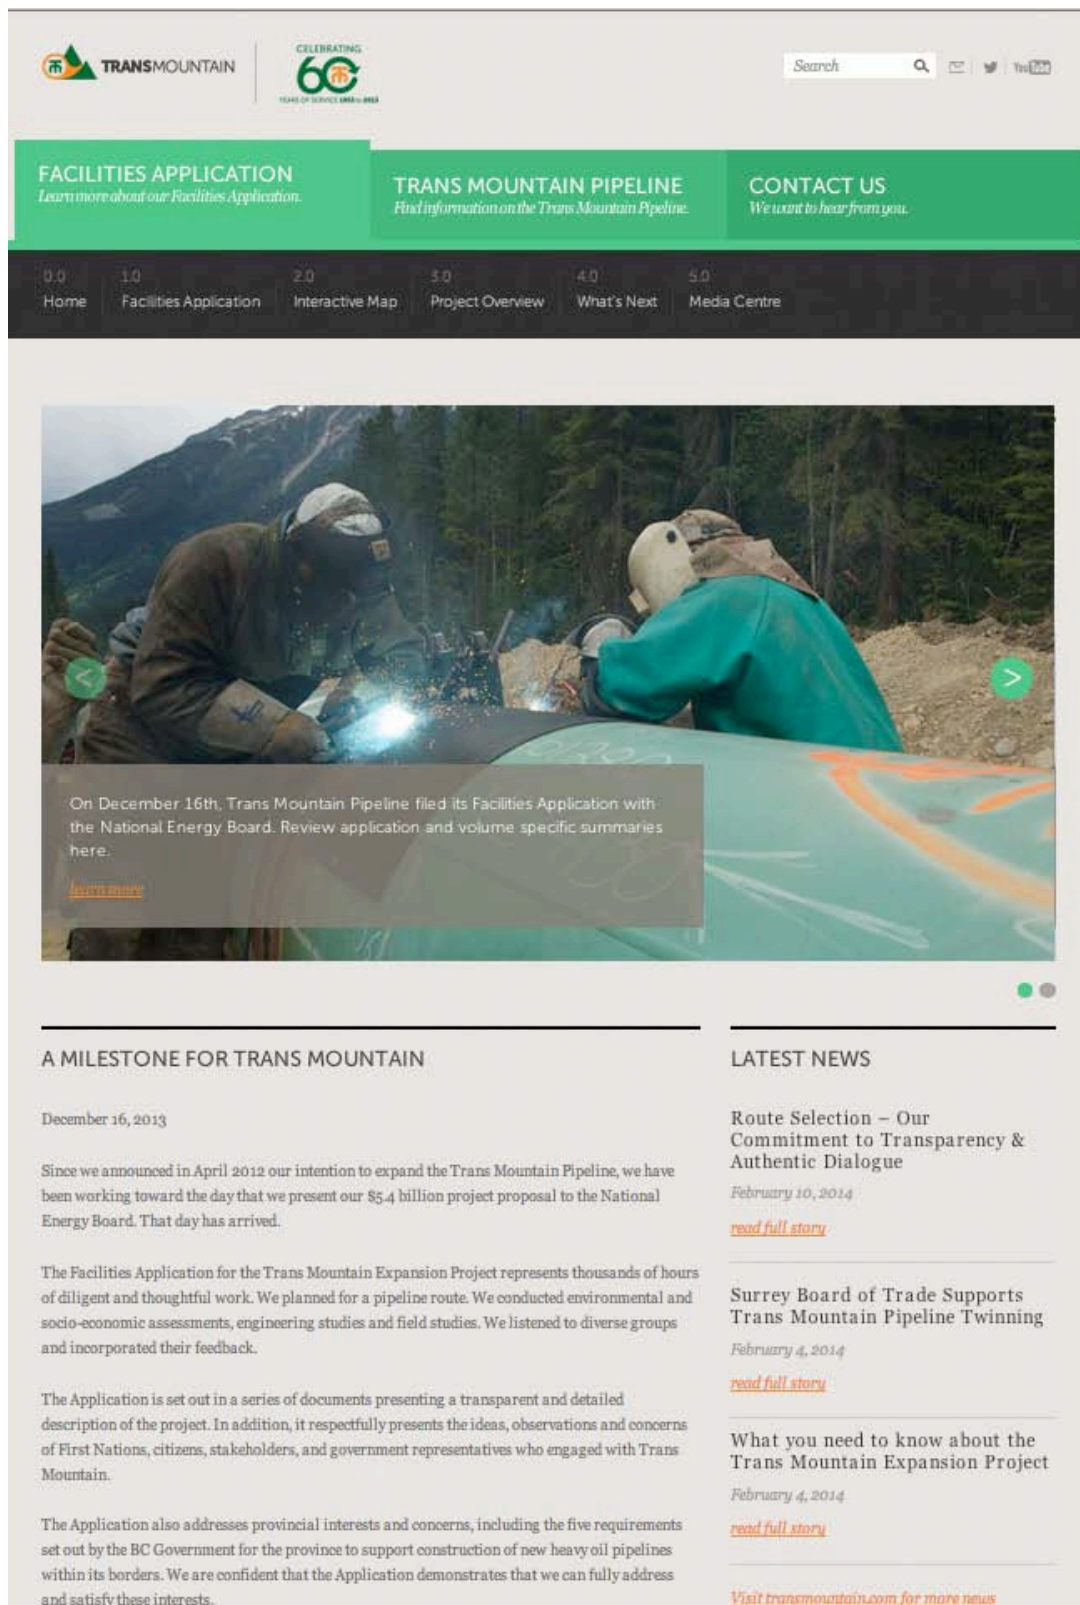 TRANSMOUNTAIN
CELEBRATING
60
YEARS OF SERVICE 1953 to 2013
Search
You Tube
FACILITIES APPLICATION
Learn more about our Facilities Application.
TRANS MOUNTAIN PIPELINE
Find information on the Trans Mountain Pipeline.
CONTACT US
We want to hear from you.
0.0
Home
1.0
Facilities Application
2.0
Interactive Map
3.0
Project Overview
4.0
What's Next
5.0
Media Centre
<
>
On December 16th, Trans Mountain Pipeline filed its Facilities Application with
the National Energy Board. Review application and volume specific summaries
here.
learn more
A MILESTONE FOR TRANS MOUNTAIN
December 16, 2013
Since we announced in April 2012 our intention to expand the Trans Mountain Pipeline, we have
been working toward the day that we present our $5.4 billion project proposal to the National
Energy Board. That day has arrived.
The Facilities Application for the Trans Mountain Expansion Project represents thousands of hours
of diligent and thoughtful work. We planned for a pipeline route. We conducted environmental and
socio-economic assessments, engineering studies and field studies. We listened to diverse groups
and incorporated their feedback.
The Application is set out in a series of documents presenting a transparent and detailed
description of the project. In addition, it respectfully presents the ideas, observations and concerns
of First Nations, citizens, stakeholders, and government representatives who engaged with Trans
Mountain.
The Application also addresses provincial interests and concerns, including the five requirements
set out by the BC Government for the province to support construction of new heavy oil pipelines
within its borders. We are confident that the Application demonstrates that we can fully address
and satisfy these interests.
LATEST NEWS
Route Selection – Our
Commitment to Transparency &
Authentic Dialogue
February 10, 2014
read full story
Surrey Board of Trade Supports
Trans Mountain Pipeline Twinning
February 4, 2014
read full story
What you need to know about the
Trans Mountain Expansion Project
February 4, 2014
read full story
Visit transmountain.com for more news